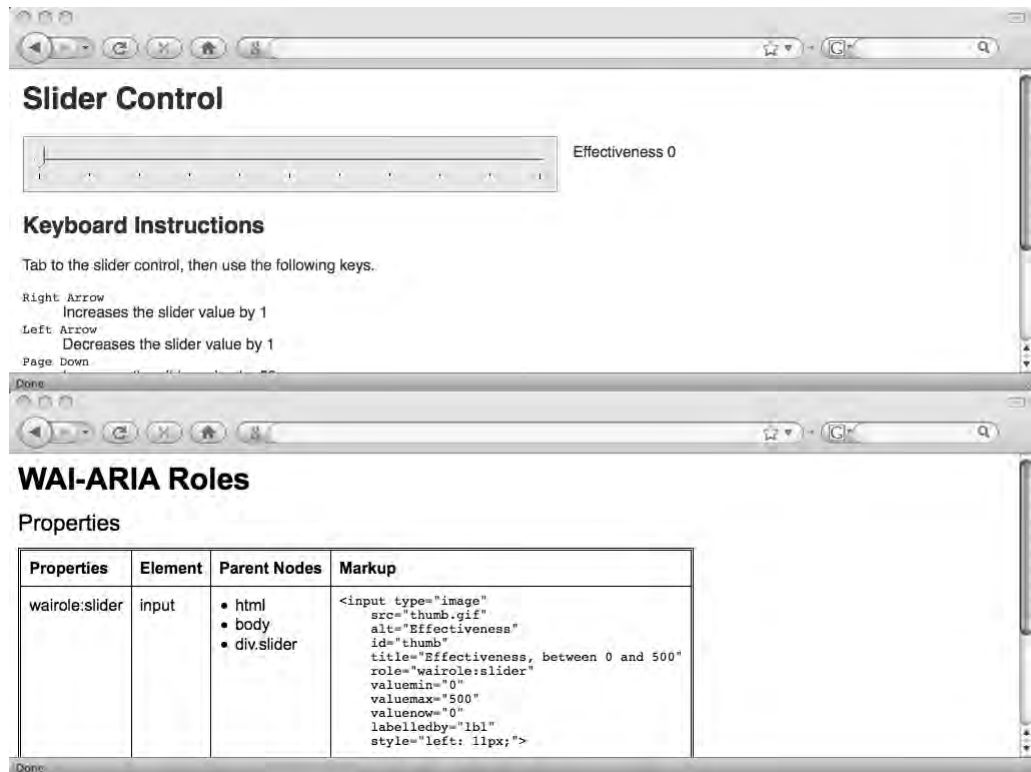 Slider Control
Effectiveness 0
Keyboard Instructions
Tab to the slider control, then use the following keys.
Right Arrow
Increases the slider value by 1
Left Arrow
Decreases the slider value by 1
Page Down
Done
WAI-ARIA Roles
Properties
Properties Element Parent Nodes Markup
wairole:slider input • html <input type="image"
• body src="thumb.gif"
• div.slider alt="Effectiveness"
id="thumb"
title="Effectiveness, between 0 and 500"
role="wairole:slider"
valuemin="0"
valuemax="500"
valuenow="0"
labelledby="lbl"
style="left: 11px;">
Done